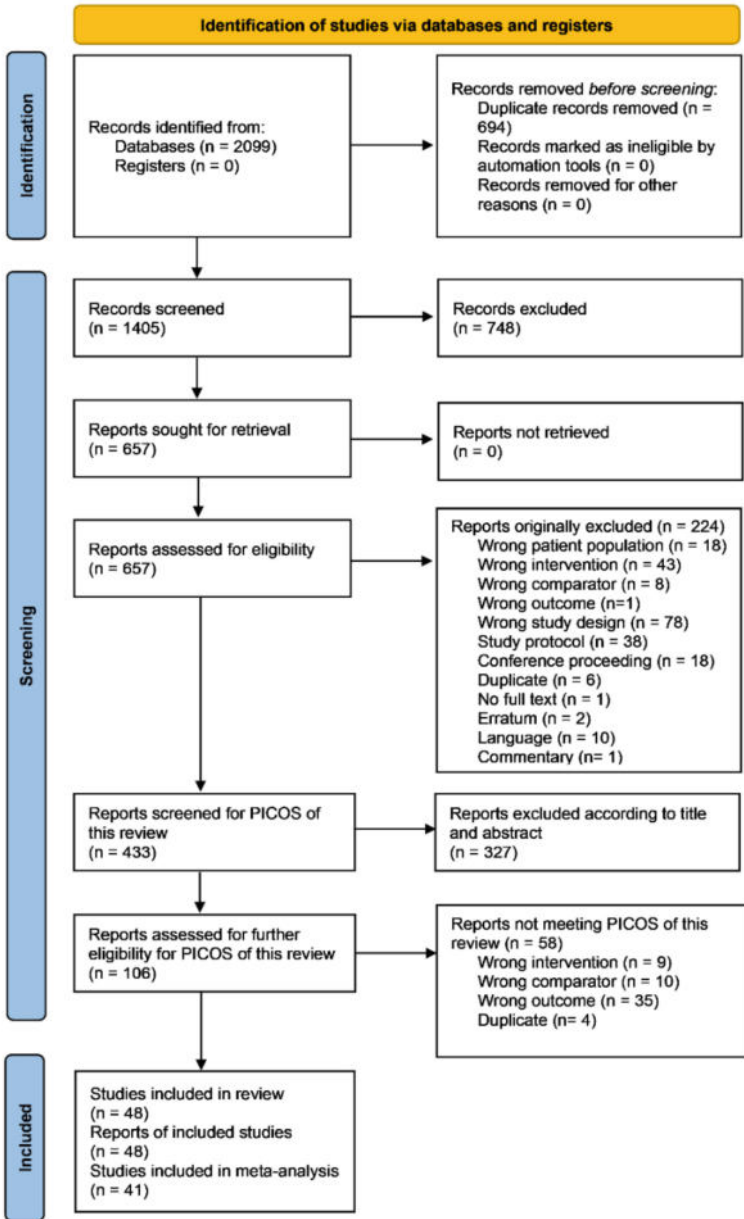 Identification of studies via databases and registers
Identification
Records identified from:
Databases (n = 2099)
Registers (n = 0)
Records removed before screening:
Duplicate records removed (n =
694)
Records marked as ineligible by
automation tools (n = 0)
Records removed for other
reasons (n = 0)
Screening
Records screened
(n = 1405)
Records excluded
(n = 748)
Reports sought for retrieval
(n = 657)
Reports not retrieved
(n = 0)
Reports assessed for eligibility
(n = 657)
Reports originally excluded (n = 224)
Wrong patient population (n = 18)
Wrong intervention (n = 43)
Wrong comparator (n = 8)
Wrong outcome (n=1)
Wrong study design (n = 78)
Study protocol (n = 38)
Conference proceeding (n = 18)
Duplicate (n = 6)
No full text (n = 1)
Erratum (n = 2)
Language (n = 10)
Commentary (n= 1)
Reports screened for PICOS of
this review
(n = 433)
Reports excluded according to title
and abstract
(n = 327)
Reports assessed for further
eligibility for PICOS of this review
(n = 106)
Reports not meeting PICOS of this
review (n = 58)
Wrong intervention (n = 9)
Wrong comparator (n = 10)
Wrong outcome (n = 35)
Duplicate (n= 4)
Included
Studies included in review
(n = 48)
Reports of included studies
(n = 48)
Studies included in meta-analysis
(n = 41)